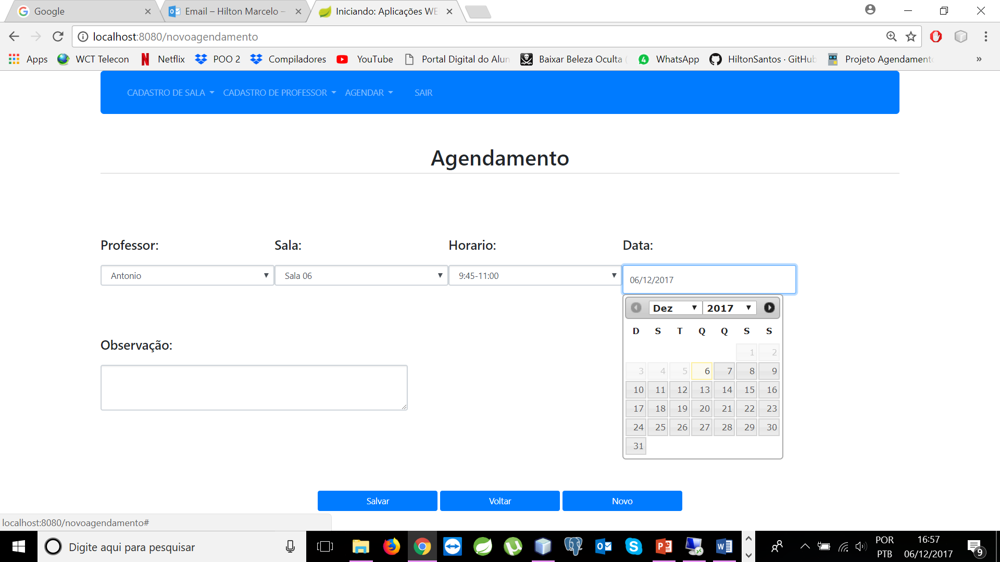 Google
Email – Hilton Marcelo –
Iniciando: Aplicações WE
localhost:8080/novoagendamento
Apps WCT Telecon Netflix POO 2 Compiladores YouTube Portal Digital do Alun Baixar Beleza Oculta ( WhatsApp HiltonSantos · GitHub Projeto Agendamento »
CADASTRO DE SALA CADASTRO DE PROFESSOR AGENDAR SAIR
Agendamento
Professor: Sala: Horario: Data:
Antonio Sala 06 9:45-11:00 06/12/2017
Dez 2017
D S T Q Q S S
1 2
3 4 5 6 7 8 9
10 11 12 13 14 15 16
17 18 19 20 21 22 23
24 25 26 27 28 29 30
31
Observação:
Salvar Voltar Novo
localhost:8080/novoagendamento#
Digite aqui para pesquisar
POR
PTB
16:57
06/12/2017
9